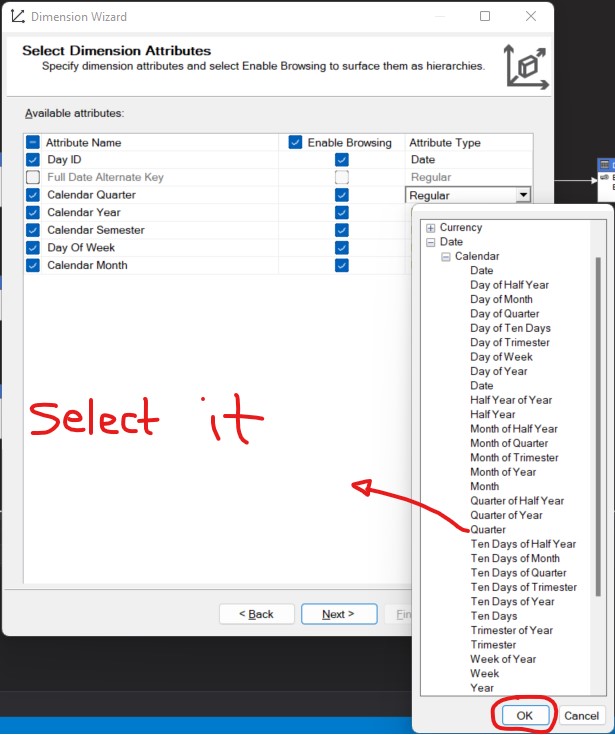 Dimension Wizard
Select Dimension Attributes
Specify dimension attributes and select Enable Browsing to surface them as hierarchies.
Available attributes:
Attribute Name Enable Browsing Attribute Type
Day ID Date
Full Date Alternate Key Regular
Calendar Quarter Regular
Calendar Year
Calendar Semester
Day Of Week
Calendar Month
Select it
< Back Next > Fin
Currency
Date
Calendar
Date
Day of Half Year
Day of Month
Day of Quarter
Day of Ten Days
Day of Trimester
Day of Week
Day of Year
Date
Half Year of Year
Half Year
Month of Half Year
Month of Quarter
Month of Trimester
Month of Year
Month
Quarter of Half Year
Quarter of Year
Quarter
Ten Days of Half Year
Ten Days of Month
Ten Days of Quarter
Ten Days of Trimester
Ten Days of Year
Ten Days
Trimester of Year
Trimester
Week of Year
Week
Year
OK Cancel